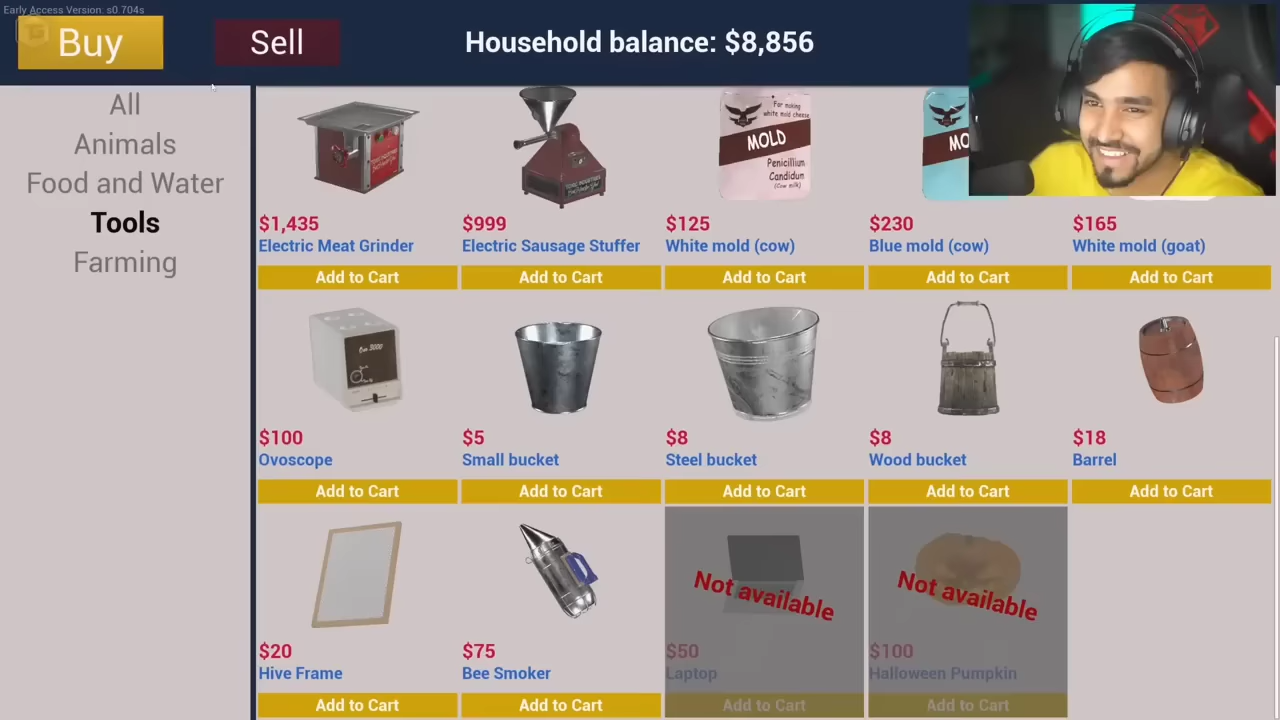 Early Access Version: s0.704s
Buy
Sell
Household balance: $8,856
All
Animals
Food and Water
Tools
Farming
For making
white mold cheese
MOLD
Penicillium
Candidum
(Cow milk)
MO
$1,435
$999
$125
$230
$165
Electric Meat Grinder
Electric Sausage Stuffer
White mold (cow)
Blue mold (cow)
White mold (goat)
Add to Cart
Add to Cart
Add to Cart
Add to Cart
Add to Cart
$100
$5
$8
$8
$18
Ovoscope
Small bucket
Steel bucket
Wood bucket
Barrel
Add to Cart
Add to Cart
Add to Cart
Add to Cart
Add to Cart
Not available
Not available
$20
$75
$50
$100
Hive Frame
Bee Smoker
Laptop
Halloween Pumpkin
Add to Cart
Add to Cart
Add to Cart
Add to Cart